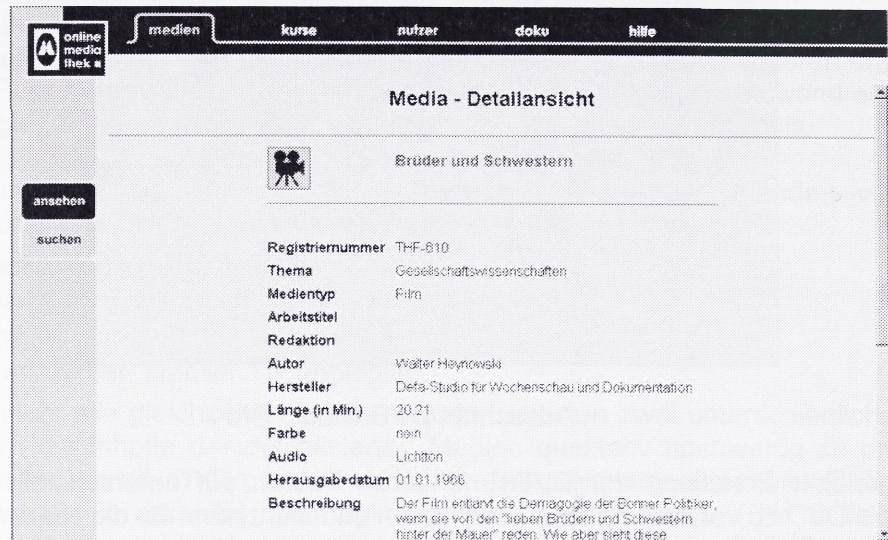 online
media
thek
medien kurse nutzer doku hilfe
Media - Detailansicht
Brüder und Schwestern
ansehen
suchen
Registriernummer THF-610
Thema Gesellschaftswissenschaften
Medientyp Film
Arbeitstitel
Redaktion
Autor Walter Heynowski
Hersteller Defa-Studio für Wochenschau und Dokumentation
Länge (in Min.) 20.21
Farbe nein
Audio Lichtton
Herausgabedatum 01.01.1966
Beschreibung Der Film entlarvt die Demagogie der Bonner Politiker,
wenn sie von den "lieben Brüdern und Schwestern
hinter der Mauer" reden. Wie aber sieht diese